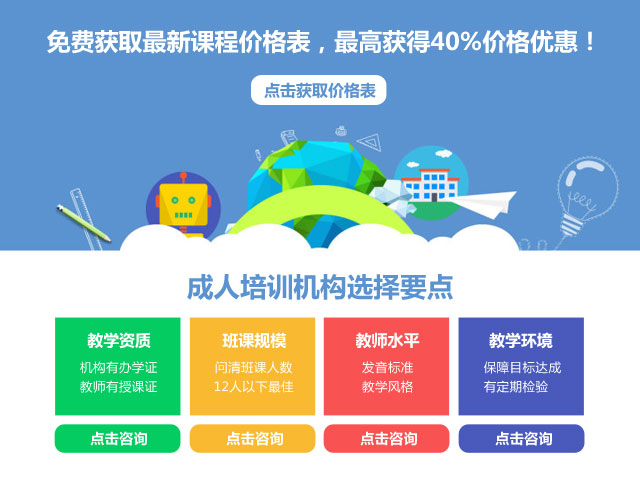 免费获取最新课程价格表，最高获得40%价格优惠！
点击获取价格表
成人培训机构选择要点
教学资质
机构有办学证
教师有授课证
点击咨询
班课规模
问清班课人数
12人以下最佳
点击咨询
教师水平
发音标准
教学风格
点击咨询
教学环境
保障目标达成
有定期检验
点击咨询